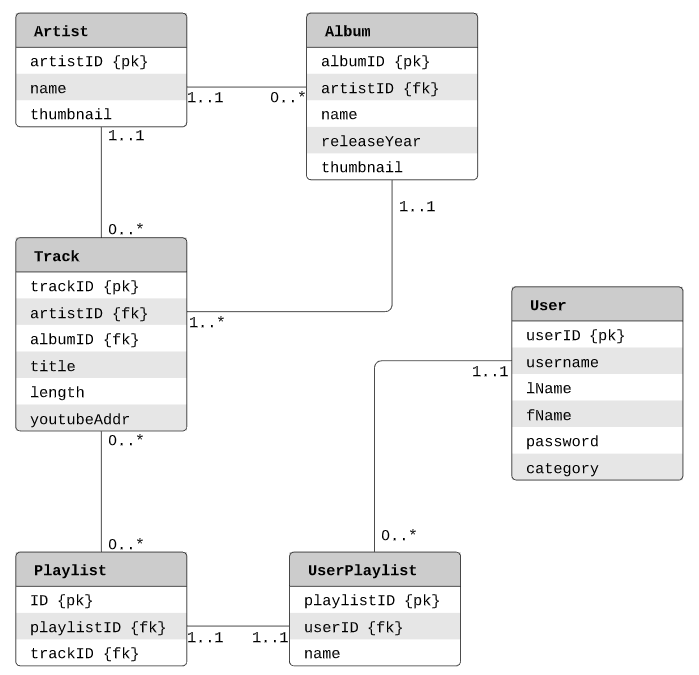 Artist
artistID {pk}
name
thumbnail
Album
albumID {pk}
artistID {fk}
name
releaseYear
thumbnail
1..1
0..*
1..1
0..*
1..1
Track
trackID {pk}
artistID {fk}
albumID {fk}
title
length
youtubeAddr
1..*
User
userID {pk}
username
lName
fName
password
category
1..1
0..*
0..*
0..*
Playlist
ID {pk}
playlistID {fk}
trackID {fk}
1..1
1..1
UserPlaylist
playlistID {pk}
userID {fk}
name